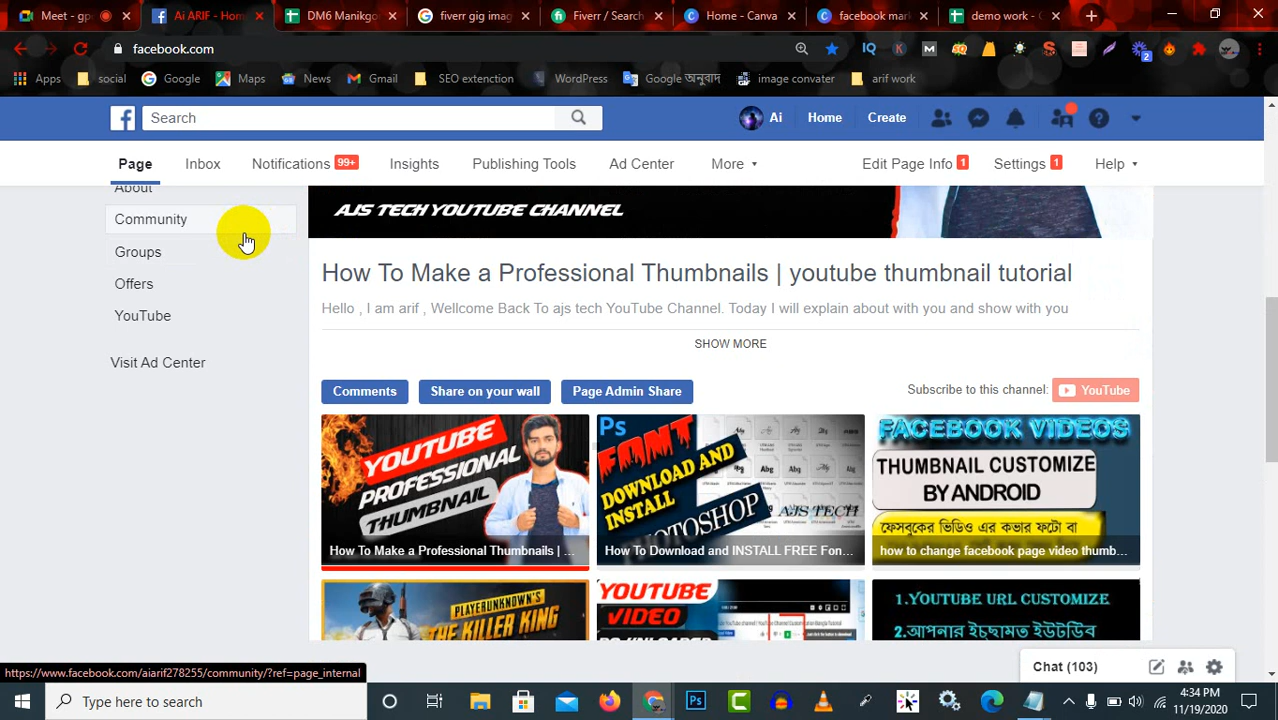 Meet - gp
Ai ARIF - Hom
DM6 Manikgo
fiverr gig imag
Fiverr / Search
Home - Canva
facebook mar
demo work - G
facebook.com
Apps
social
Google
Maps
News
Gmail
SEO extenction
WordPress
Google অনুবাদ
image convater
arif work
Search
Ai
Home
Create
Page
Inbox
Notifications 99+
Insights
Publishing Tools
Ad Center
More
Edit Page Info 1
Settings 1
Help
About
Community
Groups
Offers
YouTube
Visit Ad Center
AJS TECH YOUTUBE CHANNEL
How To Make a Professional Thumbnails | youtube thumbnail tutorial
Hello , I am arif , Wellcome Back To ajs tech YouTube Channel. Today I will explain about with you and show with you
SHOW MORE
Comments
Share on your wall
Page Admin Share
Subscribe to this channel:
YouTube
YOUTUBE
PROFESSIONAL
THUMBNAIL
How To Make a Professional Thumbnails | ...
Ps
FONT
DOWNLOAD AND
INSTALL
PHOTOSHOP
AJS TECH
How To Download and INSTALL FREE Fon...
FACEBOOK VIDEOS
THUMBNAIL CUSTOMIZE
BY ANDROID
ফেসবুকের ভিডিও এর কভার ফটো বা
how to change facebook page video thumb...
PLAYERUNKNOWN'S
THE KILLER KING
YOUTUBE
VIDEO
1.YOUTUBE URL CUSTOMIZE
2.আপনার ইচ্ছামত ইউটিউব
Chat (103)
https://www.facebook.com/aiarif278255/community/?ref=page_internal
Type here to search
4:34 PM
11/19/2020